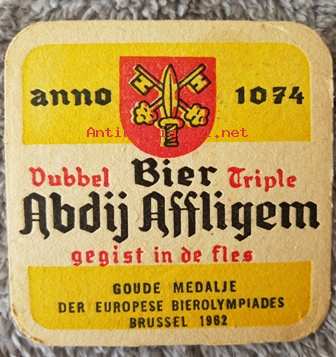 anno 1074
Dubbel Bier Triple
Abdij Affligem
gegist in de fles
GOUDE MEDALJE
DER EUROPESE BIEROLYMPIADES
BRUSSEL 1962